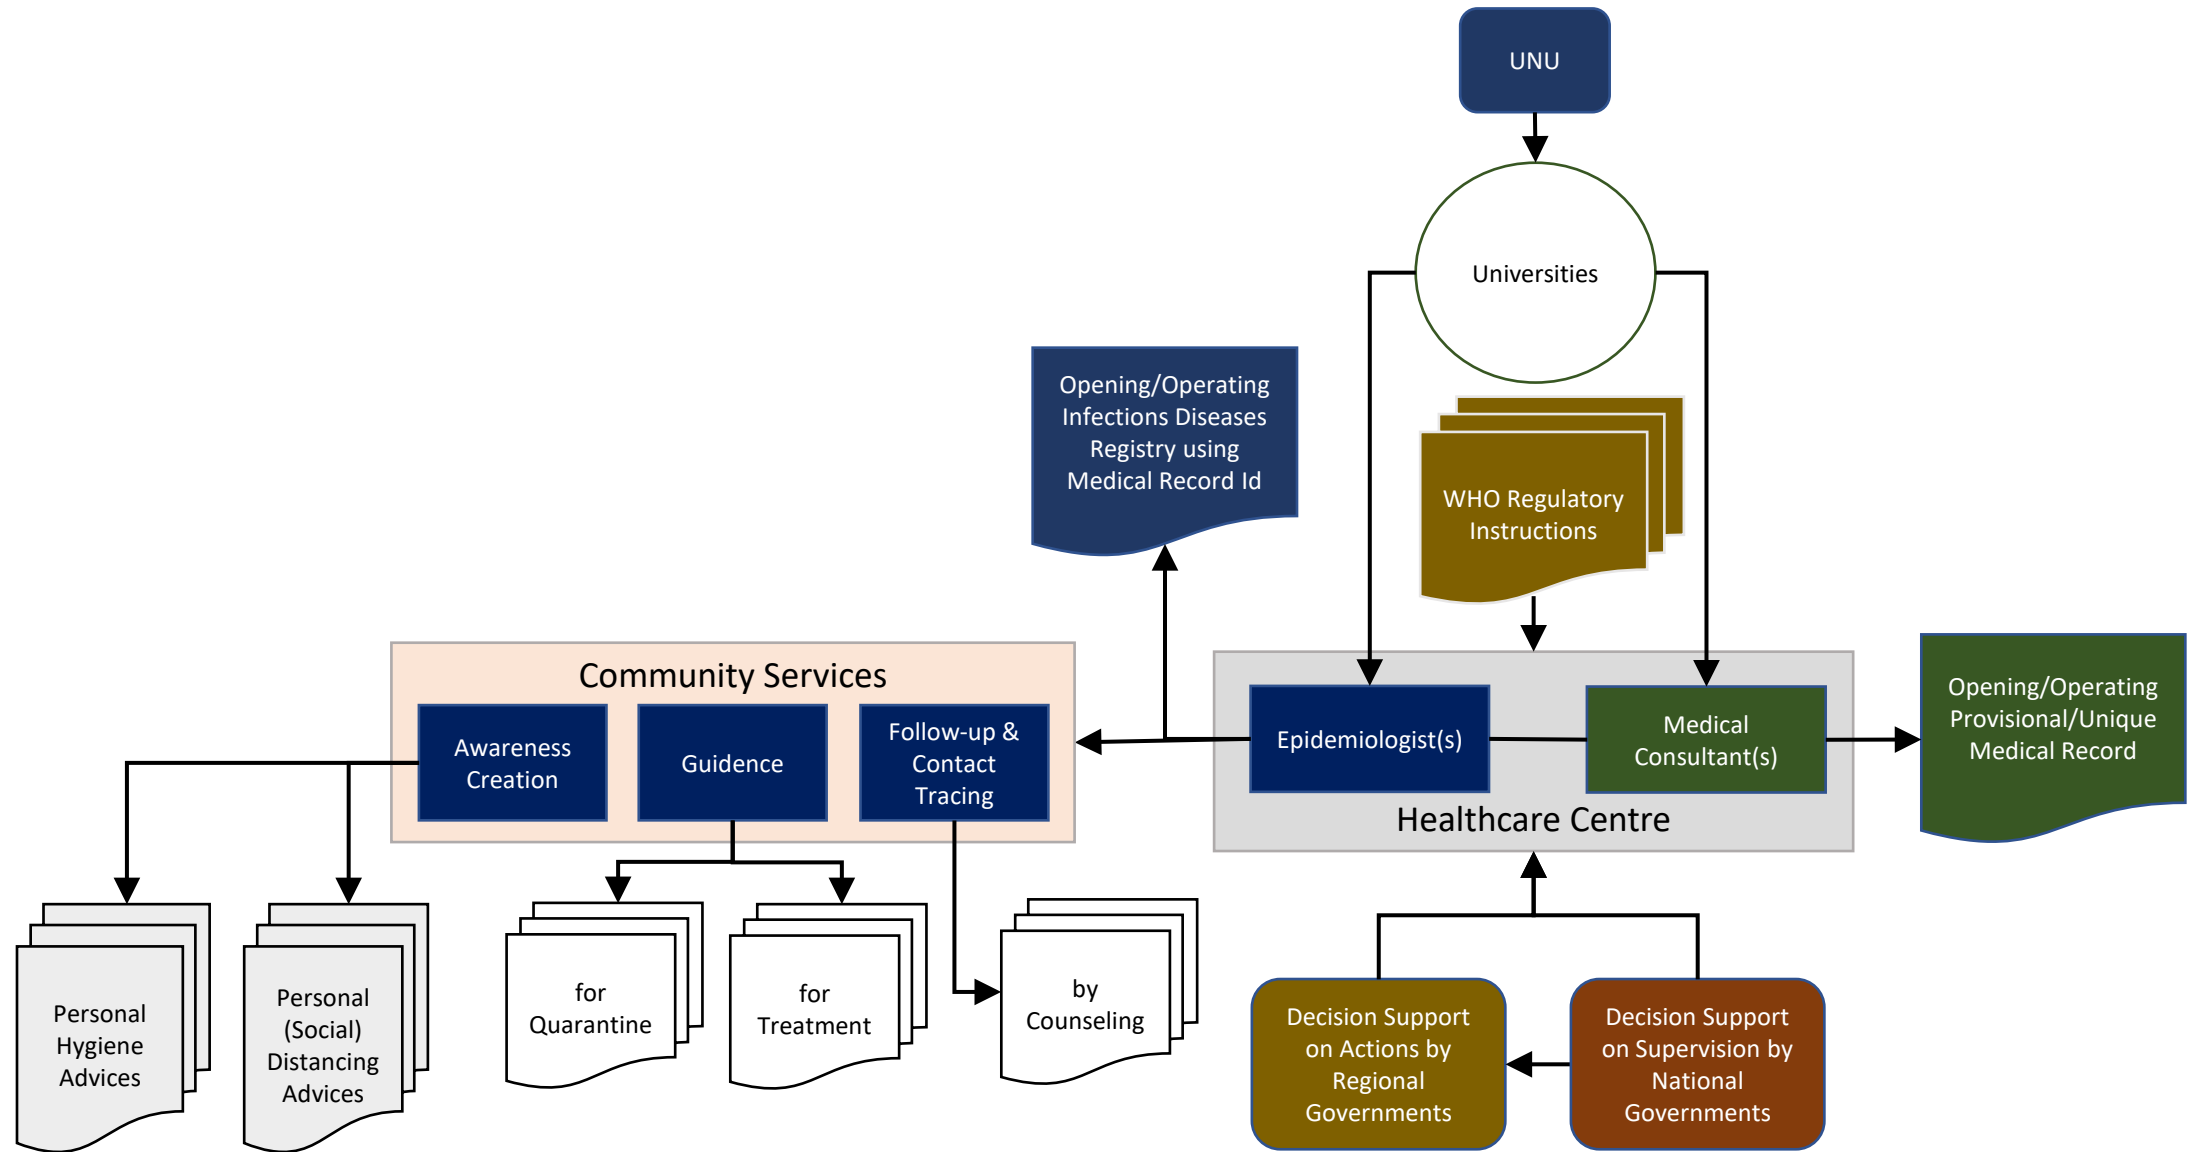 UNU
Universities
Opening/Operating
Infections Diseases
Registry using
Medical Record Id
WHO Regulatory
Instructions
Community Services
Awareness
Creation
Guidence
Follow-up &
Contact
Tracing
Epidemiologist(s)
Medical
Consultant(s)
Healthcare Centre
Opening/Operating
Provisional/Unique
Medical Record
Personal
Hygiene
Advices
Personal
(Social)
Distancing
Advices
for
Quarantine
for
Treatment
by
Counseling
Decision Support
on Actions by
Regional
Governments
Decision Support
on Supervision by
National
Governments